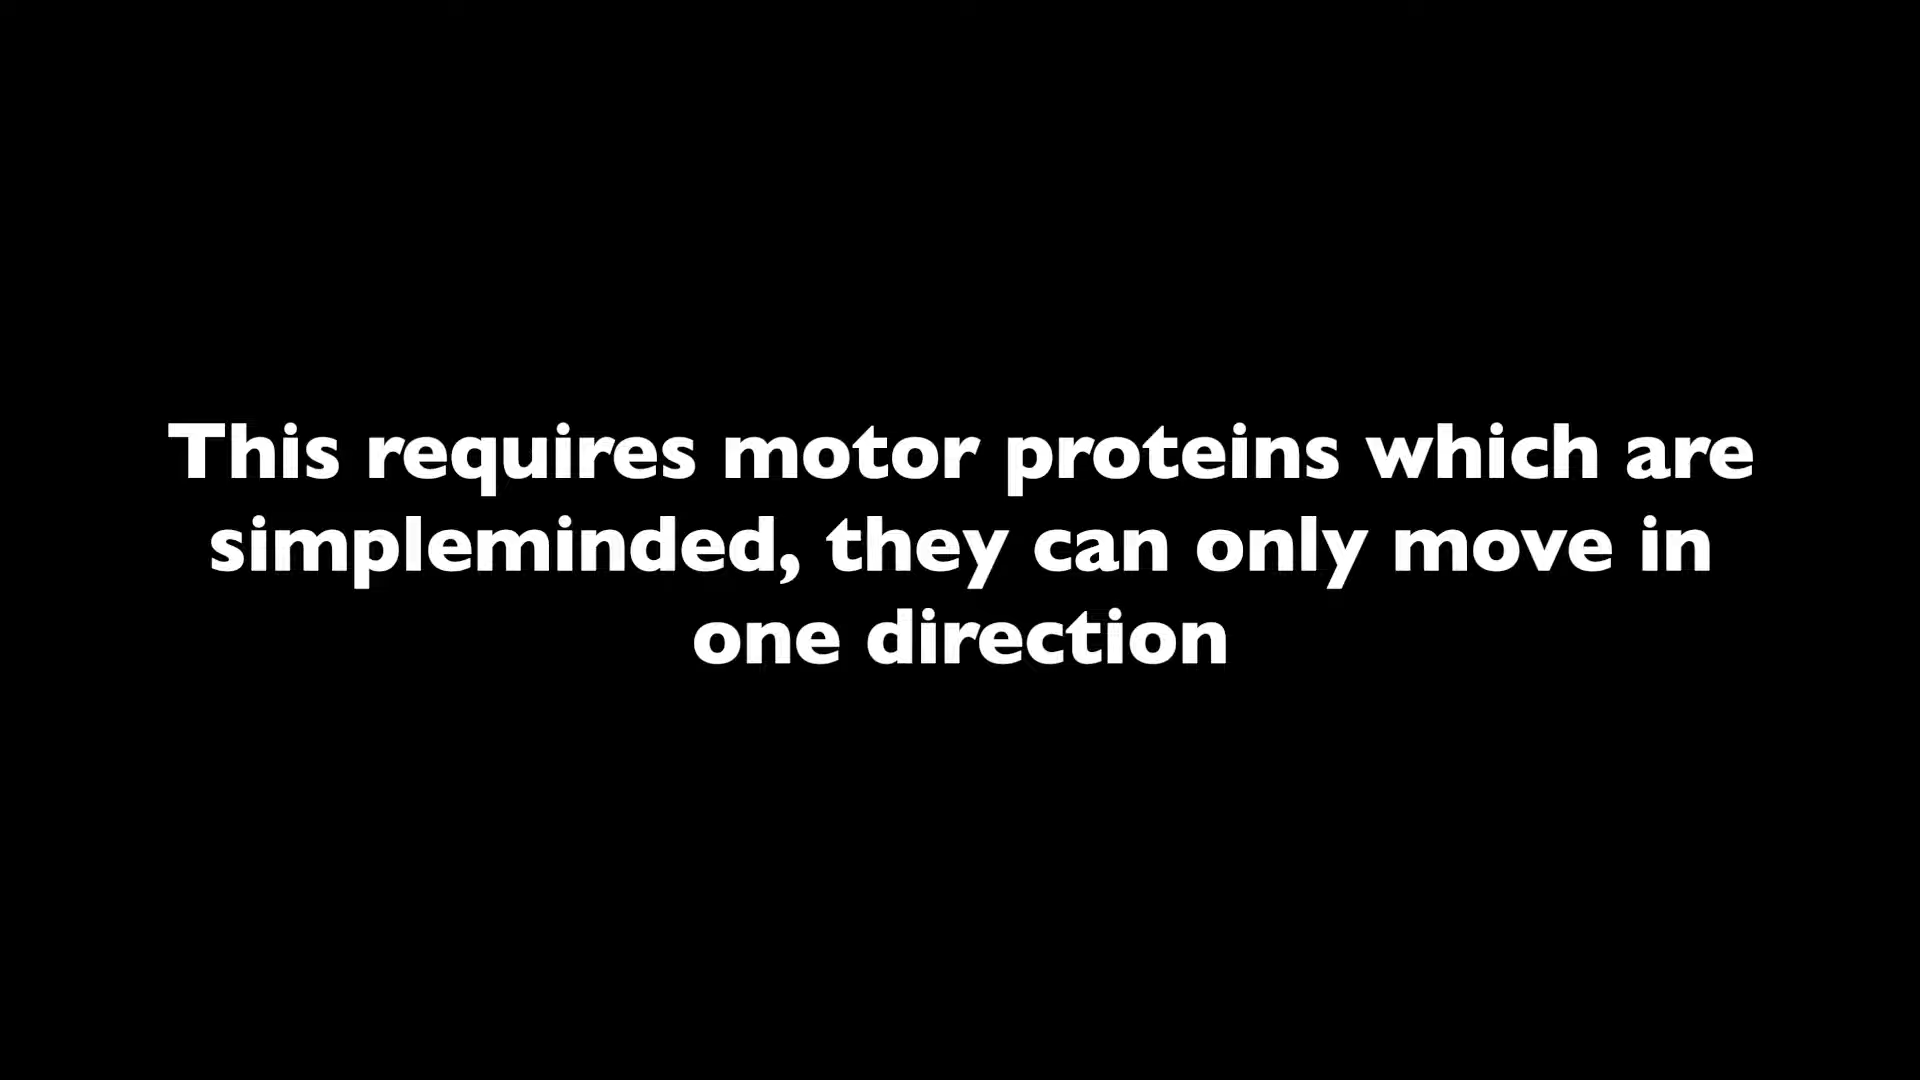 This requires motor proteins which are
simpleminded, they can only move in
one direction